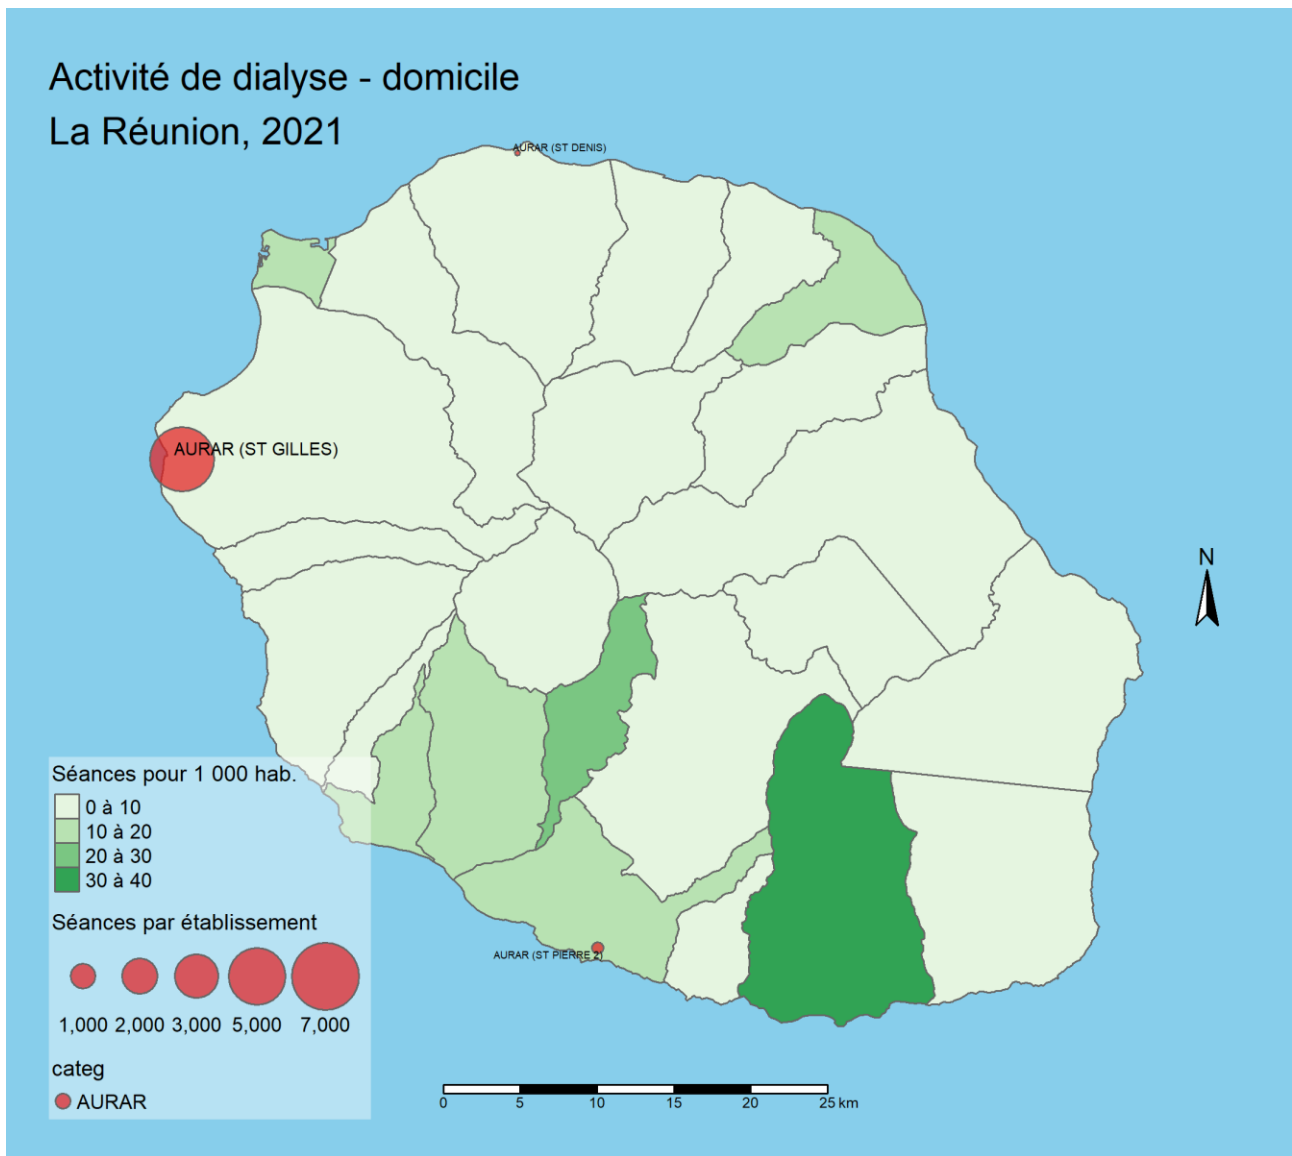 Activité de dialyse - domicile
La Réunion, 2021
AURAR (ST DENIS)
AURAR (ST GILLES)
N
Séances pour 1 000 hab.
0 à 10
10 à 20
20 à 30
30 à 40
Séances par établissement
1,000 2,000 3,000 5,000 7,000
AURAR (ST PIERRE 2)
categ
AURAR
0 5 10 15 20 25 km